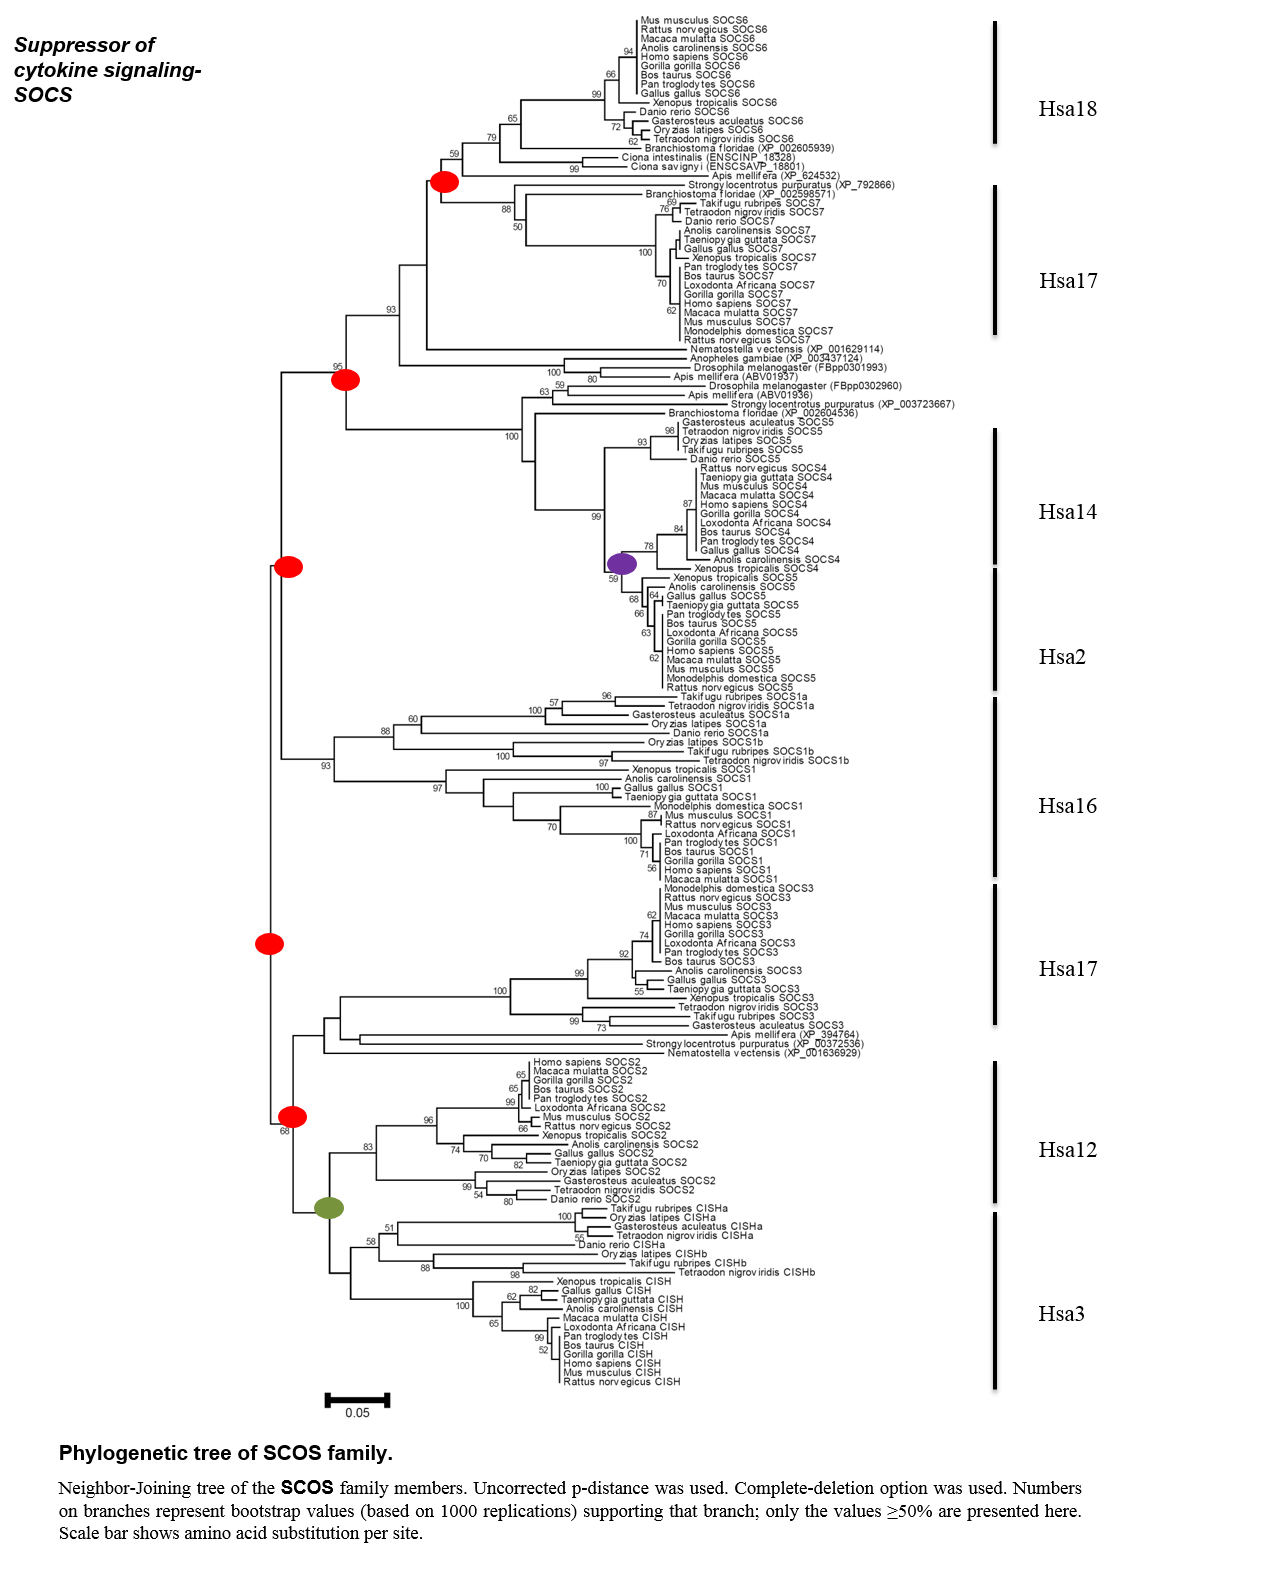 Suppressor of
cytokine signaling-
SOCS
Mus musculus SOCS6
Rattus norvegicus SOCS6
Macaca mulatta SOCS6
Anolis carolinensis SOCS6
Homo sapiens SOCS6
Gorilla gorilla SOCS6
Bos taurus SOCS6
Pan troglodytes SOCS6
Gallus gallus SOCS6
Xenopus tropicalis SOCS6
Danio rerio SOCS6
Gasterosteus aculeatus SOCS6
Oryzias latipes SOCS6
Tetraodon nigroviridis SOCS6
Branchiostoma floridae (XP_002605939)
Ciona intestinalis (ENSCINP_18328)
Ciona savignyi (ENSCSAVP_18801)
Apis mellifera (XP_624532)
Strongylocentrotus purpuratus (XP_792866)
Branchiostoma floridae (XP_002598571)
Takifugu rubripes SOCS7
Tetraodon nigroviridis SOCS7
Danio rerio SOCS7
Anolis carolinensis SOCS7
Taeniopygia guttata SOCS7
Gallus gallus SOCS7
Xenopus tropicalis SOCS7
Pan troglodytes SOCS7
Bos taurus SOCS7
Loxodonta Africana SOCS7
Gorilla gorilla SOCS7
Homo sapiens SOCS7
Macaca mulatta SOCS7
Mus musculus SOCS7
Monodelphis domestica SOCS7
Rattus norvegicus SOCS7
Nematostella vectensis (XP_001629114)
Anopheles gambiae (XP_003437124)
Drosophila melanogaster (FBpp0301993)
Apis mellifera (ABV01937)
Drosophila melanogaster (FBpp0302960)
Apis mellifera (ABV01936)
Strongylocentrotus purpuratus (XP_003723667)
Branchiostoma floridae (XP_002604536)
Gasterosteus aculeatus SOCS5
Tetraodon nigroviridis SOCS5
Oryzias latipes SOCS5
Takifugu rubripes SOCS5
Danio rerio SOCS5
Rattus norvegicus SOCS4
Taeniopygia guttata SOCS4
Mus musculus SOCS4
Macaca mulatta SOCS4
Homo sapiens SOCS4
Gorilla gorilla SOCS4
Loxodonta Africana SOCS4
Bos taurus SOCS4
Pan troglodytes SOCS4
Gallus gallus SOCS4
Anolis carolinensis SOCS4
Xenopus tropicalis SOCS4
Xenopus tropicalis SOCS5
Anolis carolinensis SOCS5
Gallus gallus SOCS5
Taeniopygia guttata SOCS5
Pan troglodytes SOCS5
Bos taurus SOCS5
Loxodonta Africana SOCS5
Gorilla gorilla SOCS5
Homo sapiens SOCS5
Macaca mulatta SOCS5
Mus musculus SOCS5
Monodelphis domestica SOCS5
Rattus norvegicus SOCS5
Takifugu rubripes SOCS1a
Tetraodon nigroviridis SOCS1a
Gasterosteus aculeatus SOCS1a
Oryzias latipes SOCS1a
Danio rerio SOCS1a
Oryzias latipes SOCS1b
Takifugu rubripes SOCS1b
Tetraodon nigroviridis SOCS1b
Xenopus tropicalis SOCS1
Anolis carolinensis SOCS1
Gallus gallus SOCS1
Taeniopygia guttata SOCS1
Monodelphis domestica SOCS1
Mus musculus SOCS1
Rattus norvegicus SOCS1
Loxodonta Africana SOCS1
Pan troglodytes SOCS1
Bos taurus SOCS1
Gorilla gorilla SOCS1
Homo sapiens SOCS1
Macaca mulatta SOCS1
Monodelphis domestica SOCS3
Rattus norvegicus SOCS3
Mus musculus SOCS3
Macaca mulatta SOCS3
Homo sapiens SOCS3
Gorilla gorilla SOCS3
Loxodonta Africana SOCS3
Pan troglodytes SOCS3
Bos taurus SOCS3
Anolis carolinensis SOCS3
Gallus gallus SOCS3
Taeniopygia guttata SOCS3
Xenopus tropicalis SOCS3
Tetraodon nigroviridis SOCS3
Takifugu rubripes SOCS3
Gasterosteus aculeatus SOCS3
Apis mellifera (XP_394764)
Strongylocentrotus purpuratus (XP_00372536)
Nematostella vectensis (XP_001636929)
Homo sapiens SOCS2
Macaca mulatta SOCS2
Gorilla gorilla SOCS2
Bos taurus SOCS2
Pan troglodytes SOCS2
Loxodonta Africana SOCS2
Mus musculus SOCS2
Rattus norvegicus SOCS2
Xenopus tropicalis SOCS2
Anolis carolinensis SOCS2
Gallus gallus SOCS2
Taeniopygia guttata SOCS2
Oryzias latipes SOCS2
Gasterosteus aculeatus SOCS2
Tetraodon nigroviridis SOCS2
Danio rerio SOCS2
Takifugu rubripes CISHa
Oryzias latipes CISHa
Gasterosteus aculeatus CISHa
Tetraodon nigroviridis CISHa
Danio rerio CISHa
Oryzias latipes CISHb
Takifugu rubripes CISHb
Tetraodon nigroviridis CISHb
Xenopus tropicalis CISH
Gallus gallus CISH
Taeniopygia guttata CISH
Anolis carolinensis CISH
Macaca mulatta CISH
Loxodonta Africana CISH
Pan troglodytes CISH
Bos taurus CISH
Gorilla gorilla CISH
Homo sapiens CISH
Mus musculus CISH
Rattus norvegicus CISH
94
66
99
72
62
65
79
99
59
88
50
69
76
100
70
62
93
95
100
80
59
63
100
98
93
99
87
84
78
59
68
64
66
63
62
96
57
100
60
88
100
97
93
97
100
70
87
100
71
56
62
74
92
99
55
100
99
73
68
65
65
99
66
96
74
70
82
83
99
54
80
100
55
51
58
88
98
100
82
62
65
99
52
Hsa18
Hsa17
Hsa14
Hsa2
Hsa16
Hsa17
Hsa12
Hsa3
0.05
Phylogenetic tree of SCOS family.
Neighbor-Joining tree of the SCOS family members. Uncorrected p-distance was used. Complete-deletion option was used. Numbers
on branches represent bootstrap values (based on 1000 replications) supporting that branch; only the values ≥50% are presented here.
Scale bar shows amino acid substitution per site.